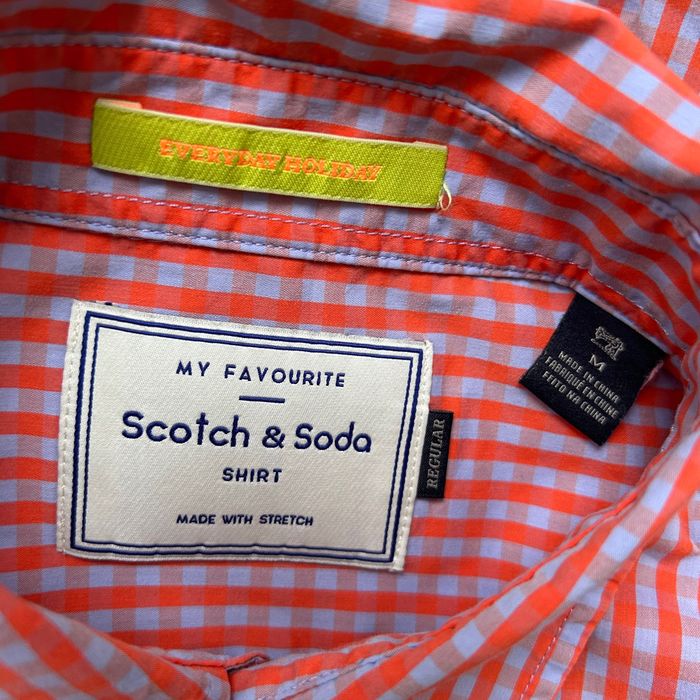 EVERYDAY HOLIDAY
MY FAVOURITE
Scotch & Soda
SHIRT
MADE WITH STRETCH
REGULAR
M
MADE IN CHINA
FABRIQUÉ EN CHINE
FEITO NA CHINA